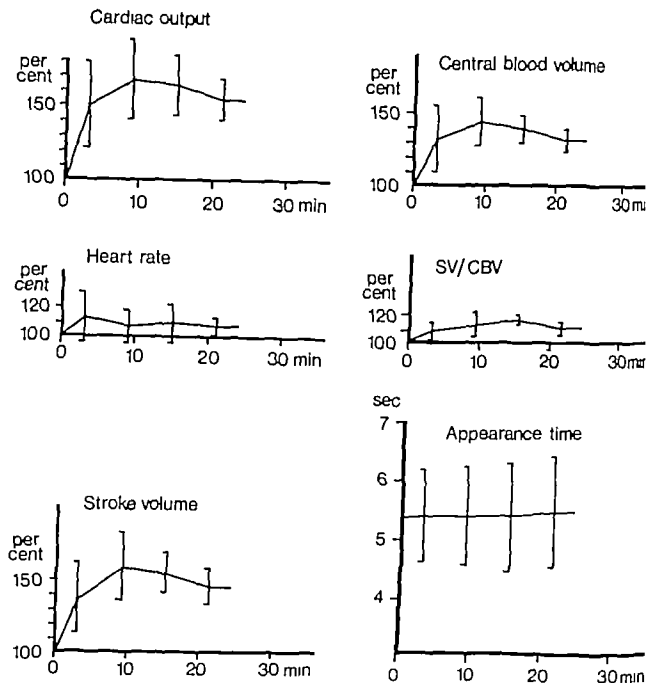 Cardiac output
per
cent
150
100
0 10 20 30 min
Central blood volume
per
cent
150
100
0 10 20 30
Heart rate
per
cent
120
100
0 10 20 30 min
SV/CBV
per
cent
120
100
0 10 20 30
Stroke volume
per
cent
150
100
0 10 20 30 min
sec
Appearance time
7
6
5
4
0 10 20 30 min